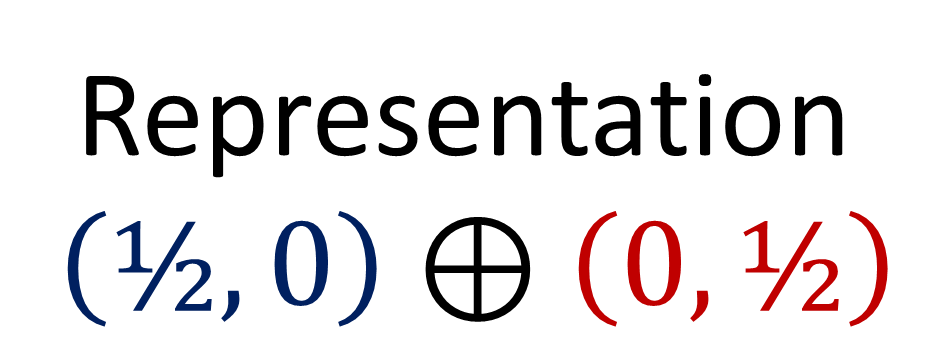 Representation
(½, 0) ⊕ (0, ½)